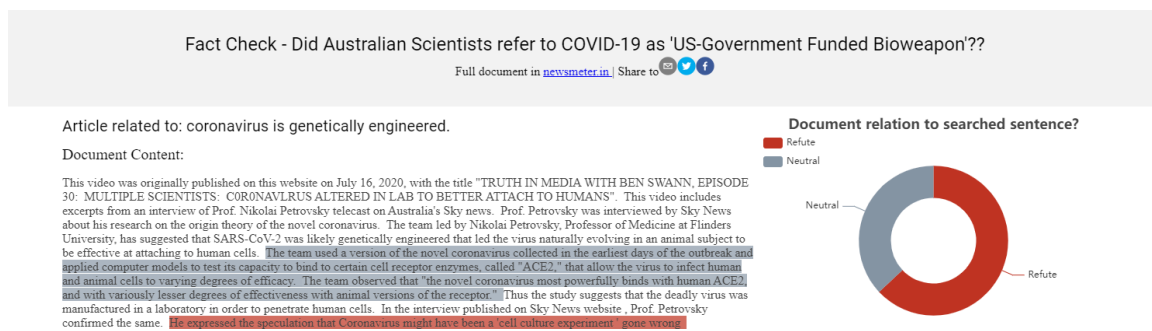 Fact Check - Did Australian Scientists refer to COVID-19 as 'US-Government Funded Bioweapon'??
Full document in newsmeter.in | Share to
Article related to: coronavirus is genetically engineered.
Document Content:
This video was originally published on this website on July 16, 2020, with the title "TRUTH IN MEDIA WITH BEN SWANN, EPISODE
30: MULTIPLE SCIENTISTS: C0R0NAVLRUS ALTERED IN LAB TO BETTER ATTACH TO HUMANS". This video includes
excerpts from an interview of Prof. Nikolai Petrovsky telecast on Australia's Sky news. Prof. Petrovsky was interviewed by Sky News
about his research on the origin theory of the novel coronavirus. The team led by Nikolai Petrovsky, Professor of Medicine at Flinders
University, has suggested that SARS-CoV-2 was likely genetically engineered that led the virus naturally evolving in an animal subject to
be effective at attaching to human cells. The team used a version of the novel coronavirus collected in the earliest days of the outbreak and
applied computer models to test its capacity to bind to certain cell receptor enzymes, called "ACE2," that allow the virus to infect human
and animal cells to varying degrees of efficacy. The team observed that "the novel coronavirus most powerfully binds with human ACE2,
and with variously lesser degrees of effectiveness with animal versions of the receptor." Thus the study suggests that the deadly virus was
manufactured in a laboratory in order to penetrate human cells. In the interview published on Sky News website , Prof. Petrovsky
confirmed the same. He expressed the speculation that Coronavirus might have been a 'cell culture experiment ' gone wrong
Document relation to searched sentence?
Refute
Neutral
Neutral
Refute